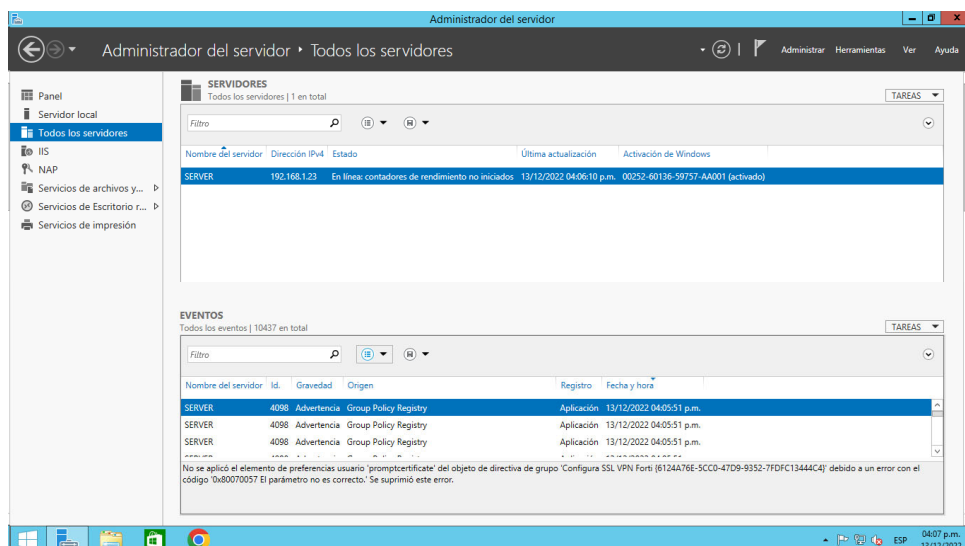 Administrador del servidor
Administrador del servidor • Todos los servidores
Administrar Herramientas Ver Ayuda
Panel
Servidor local
Todos los servidores
IIS
NAP
Servicios de archivos y...
Servicios de Escritorio r...
Servicios de impresión
SERVIDORES
Todos los servidores | 1 en total
TAREAS
Filtro
Nombre del servidor Dirección IPv4 Estado Última actualización Activación de Windows
SERVER 192.168.1.23 En línea: contadores de rendimiento no iniciados 13/12/2022 04:06:10 p.m. 00252-60136-59757-AA001 (activado)
EVENTOS
Todos los eventos | 10437 en total
TAREAS
Filtro
Nombre del servidor Id. Gravedad Origen Registro Fecha y hora
SERVER 4098 Advertencia Group Policy Registry Aplicación 13/12/2022 04:05:51 p.m.
SERVER 4098 Advertencia Group Policy Registry Aplicación 13/12/2022 04:05:51 p.m.
SERVER 4098 Advertencia Group Policy Registry Aplicación 13/12/2022 04:05:51 p.m.
No se aplicó el elemento de preferencias usuario 'promptcertificate' del objeto de directiva de grupo 'Configura SSL VPN Forti {6124A76E-5CC0-47D9-9352-7FDFC13444C4}' debido a un error con el
código '0x80070057 El parámetro no es correcto.' Se suprimió este error.
ESP
04:07 p.m.